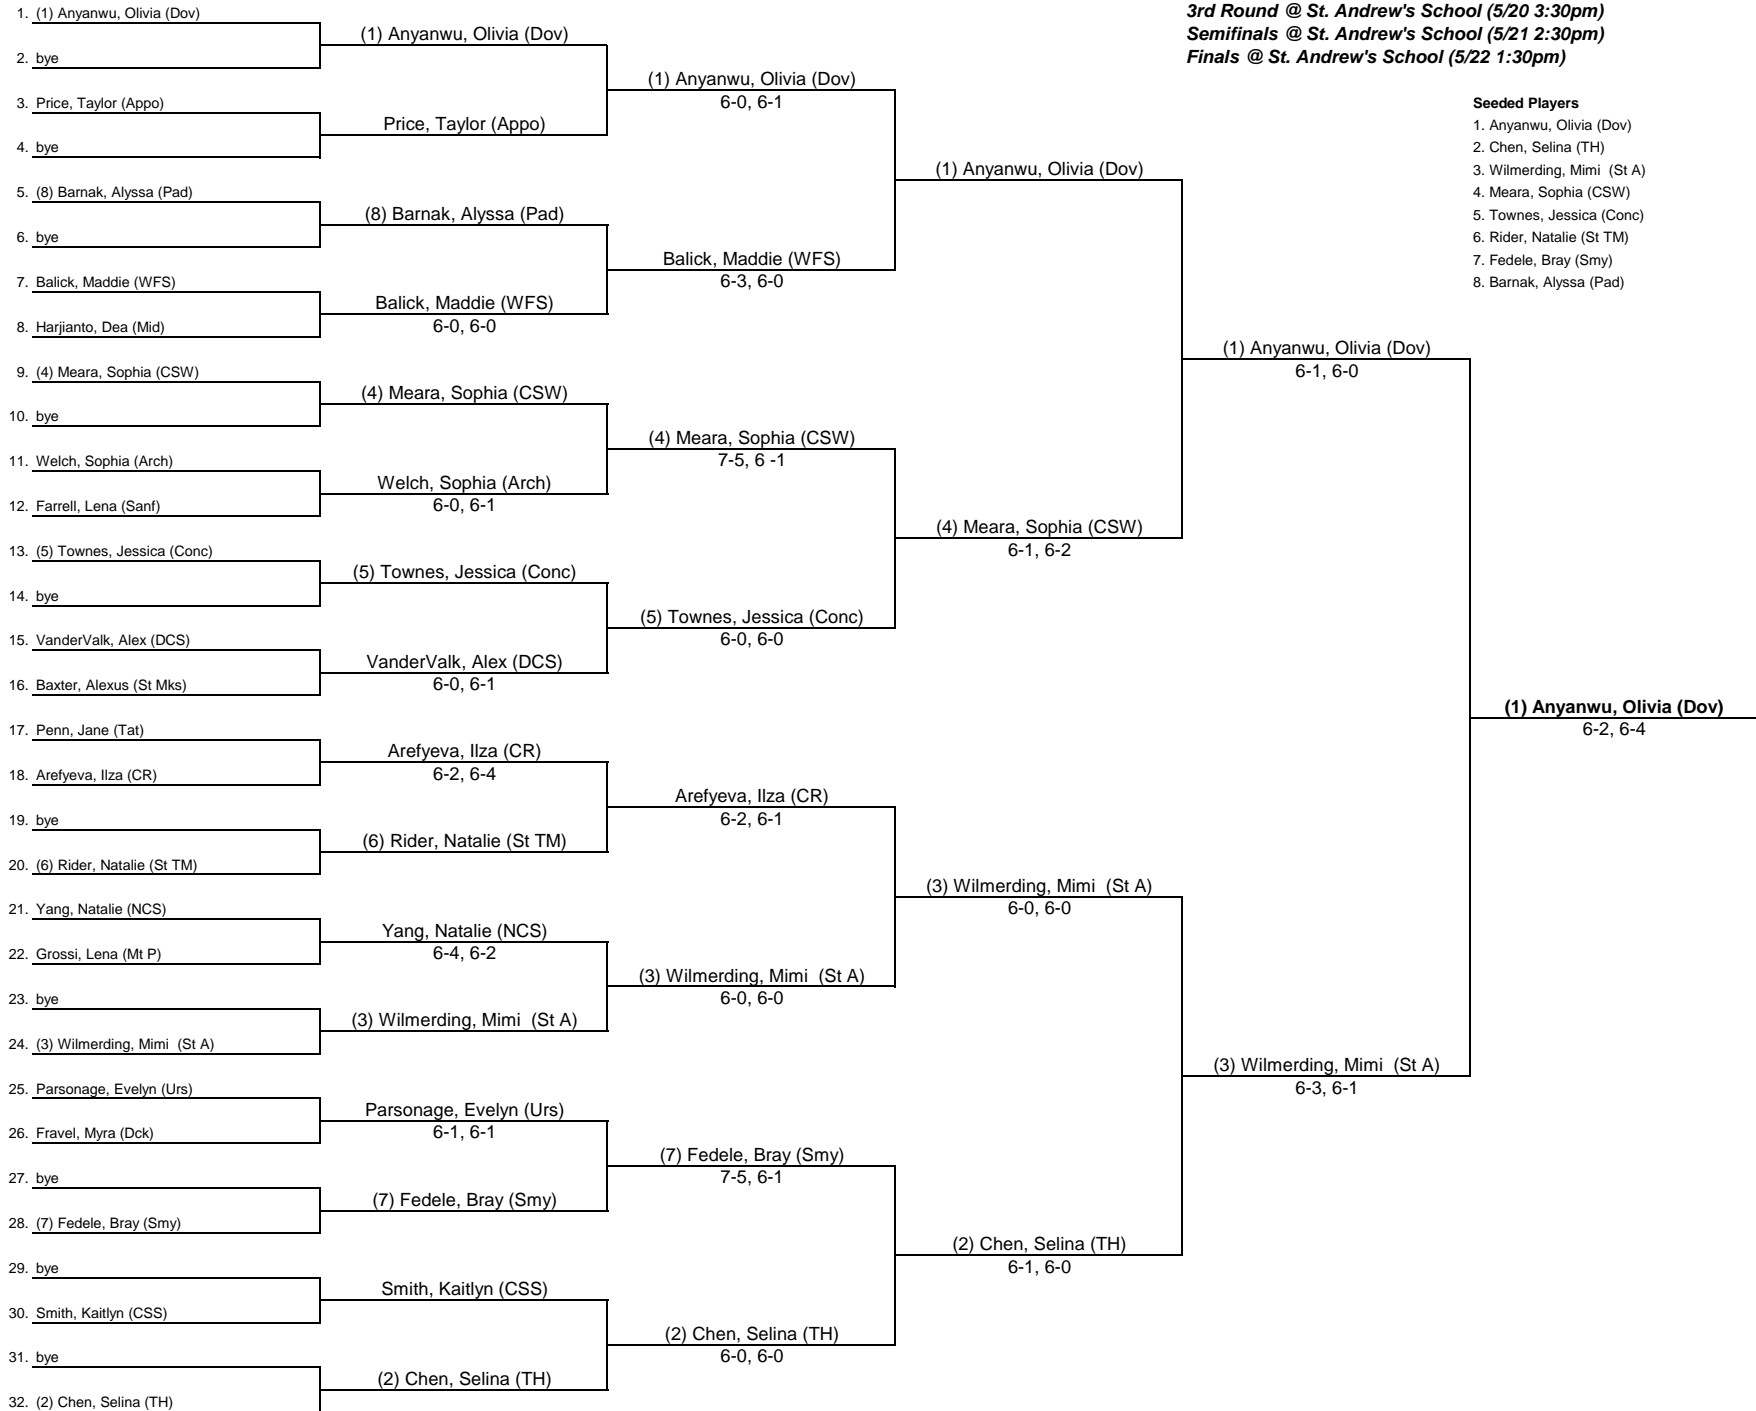 3rd Round @ St. Andrew's School (5/20 3:30pm)
Semifinals @ St. Andrew's School (5/21 2:30pm)
Finals @ St. Andrew's School (5/22 1:30pm)
Seeded Players
1. Anyanwu, Olivia (Dov)
2. Chen, Selina (TH)
3. Wilmerding, Mimi  (St A)
4. Meara, Sophia (CSW)
5. Townes, Jessica (Conc)
6. Rider, Natalie (St TM)
7. Fedele, Bray (Smy)
8. Barnak, Alyssa (Pad)
1. (1) Anyanwu, Olivia (Dov)
2. bye
3. Price, Taylor (Appo)
4. bye
5. (8) Barnak, Alyssa (Pad)
6. bye
7. Balick, Maddie (WFS)
8. Harjianto, Dea (Mid)
9. (4) Meara, Sophia (CSW)
10. bye
11. Welch, Sophia (Arch)
12. Farrell, Lena (Sanf)
13. (5) Townes, Jessica (Conc)
14. bye
15. VanderValk, Alex (DCS)
16. Baxter, Alexus (St Mks)
17. Penn, Jane (Tat)
18. Arefyeva, Ilza (CR)
19. bye
20. (6) Rider, Natalie (St TM)
21. Yang, Natalie (NCS)
22. Grossi, Lena (Mt P)
23. bye
24. (3) Wilmerding, Mimi  (St A)
25. Parsonage, Evelyn (Urs)
26. Fravel, Myra (Dck)
27. bye
28. (7) Fedele, Bray (Smy)
29. bye
30. Smith, Kaitlyn (CSS)
31. bye
32. (2) Chen, Selina (TH)
(1) Anyanwu, Olivia (Dov)
Price, Taylor (Appo)
(8) Barnak, Alyssa (Pad)
Balick, Maddie (WFS)
6-0, 6-0
(4) Meara, Sophia (CSW)
Welch, Sophia (Arch)
6-0, 6-1
(5) Townes, Jessica (Conc)
VanderValk, Alex (DCS)
6-0, 6-1
Arefyeva, Ilza (CR)
6-2, 6-4
(6) Rider, Natalie (St TM)
Yang, Natalie (NCS)
6-4, 6-2
(3) Wilmerding, Mimi  (St A)
Parsonage, Evelyn (Urs)
6-1, 6-1
(7) Fedele, Bray (Smy)
Smith, Kaitlyn (CSS)
(2) Chen, Selina (TH)
(1) Anyanwu, Olivia (Dov)
6-0, 6-1
Balick, Maddie (WFS)
6-3, 6-0
(4) Meara, Sophia (CSW)
7-5, 6 -1
(5) Townes, Jessica (Conc)
6-0, 6-0
Arefyeva, Ilza (CR)
6-2, 6-1
(3) Wilmerding, Mimi  (St A)
6-0, 6-0
(7) Fedele, Bray (Smy)
7-5, 6-1
(2) Chen, Selina (TH)
6-0, 6-0
(1) Anyanwu, Olivia (Dov)
(4) Meara, Sophia (CSW)
6-1, 6-2
(3) Wilmerding, Mimi  (St A)
6-0, 6-0
(2) Chen, Selina (TH)
6-1, 6-0
(1) Anyanwu, Olivia (Dov)
6-1, 6-0
(3) Wilmerding, Mimi  (St A)
6-3, 6-1
(1) Anyanwu, Olivia (Dov)
6-2, 6-4